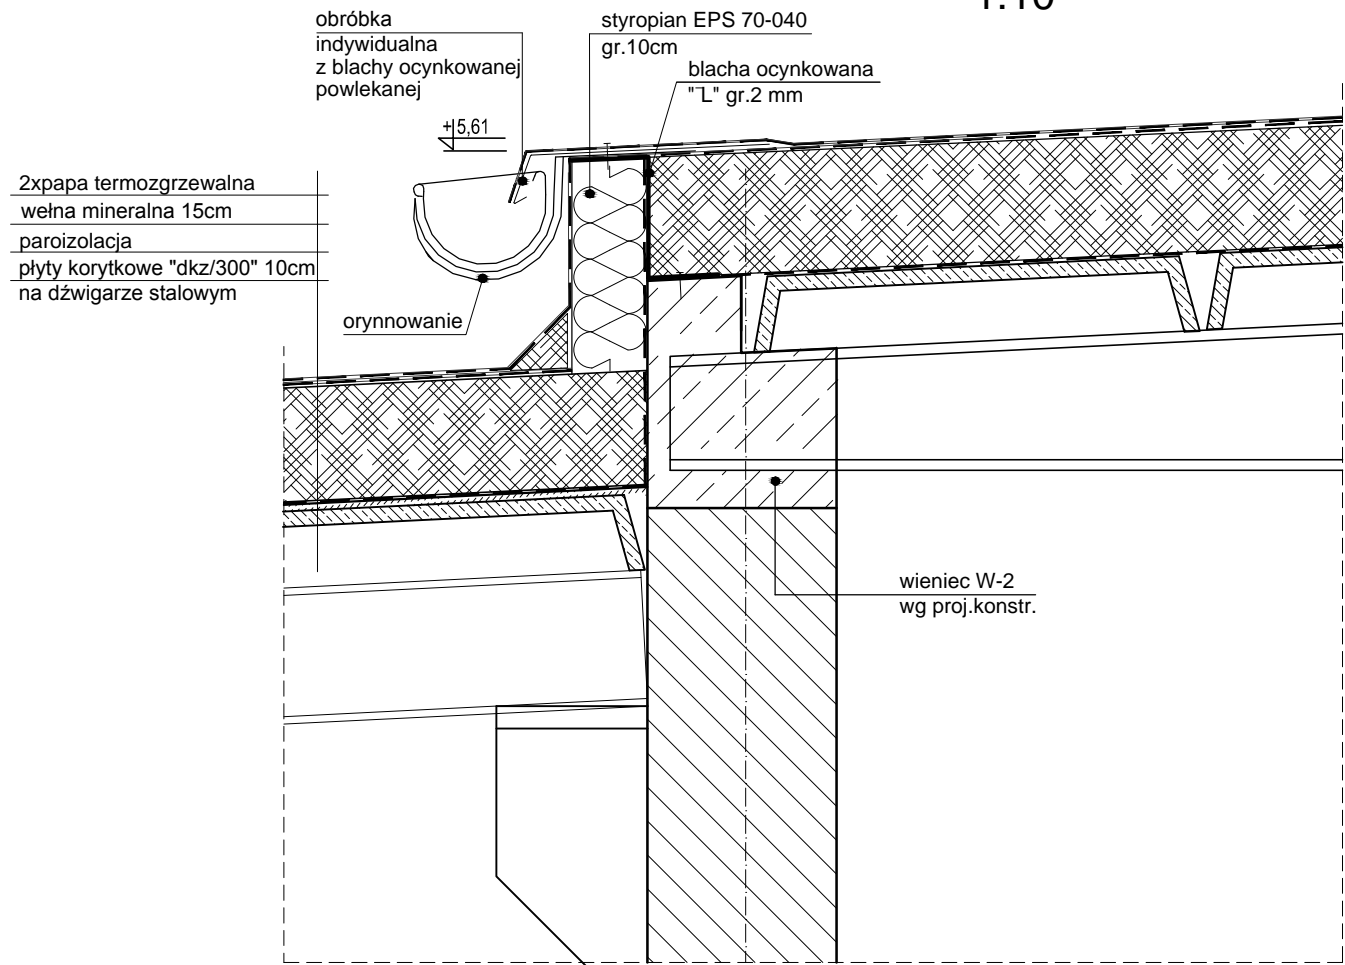 1:10
obróbka
indywidualna
z blachy ocynkowanej
powlekanej
styropian EPS 70-040
gr.10cm
blacha ocynkowana
"L" gr.2 mm
+5,61
2xpapa termozgrzewalna
wełna mineralna 15cm
paroizolacja
płyty korytkowe "dkz/300" 10cm
na dźwigarze stalowym
orynnowanie
wieniec W-2
wg proj.konstr.